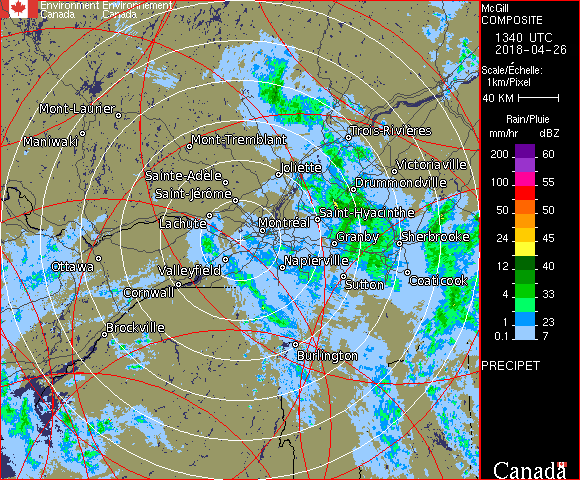 Environment Environnement
Canada Canada
Mont-Laurier
Maniwaki
Mont-Tremblant
Trois-Rivières
Joliette
Victoriaville
Sainte-Adèle
Drummondville
Saint-Jérôme
Saint-Hyacinthe
Lachute
Montréal
Granby
Sherbrooke
Ottawa
Valleyfield
Napierville
Cornwall
Sutton
Coaticook
Brockville
Burlington
McGill
COMPOSITE
1340 UTC
2018-04-26
Scale/Échelle:
1km/Pixel
40 KM
Rain/Pluie
mm/hr dBZ
200 60
100 55
50 50
24 45
12 40
4 33
1 23
0.1 7
PRECIPET
Canada